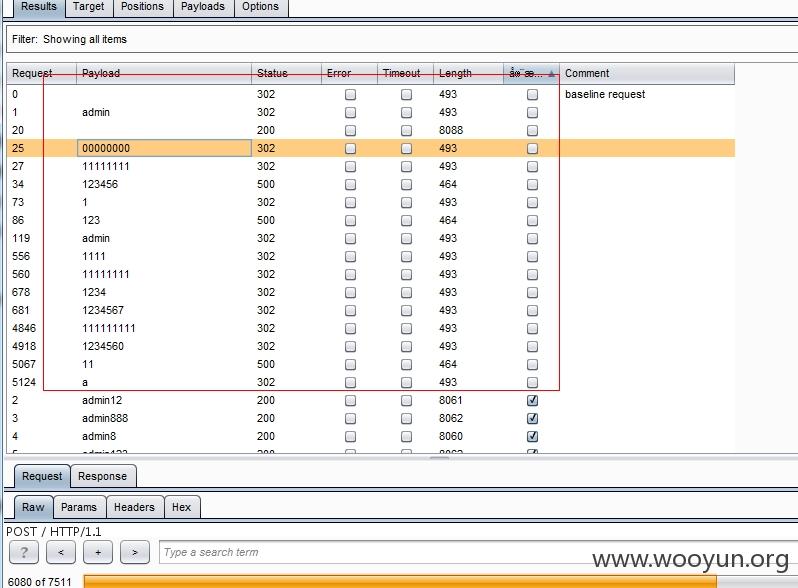 Results Target Positions Payloads Options
Filter: Showing all items
Request Payload Status Error Timeout Length Comment
0 302 493 baseline request
1 admin 302 493
20 200 8088
25 00000000 302 493
27 11111111 302 493
34 123456 500 464
73 1 302 493
86 123 500 464
119 admin 302 493
556 1111 302 493
560 11111111 302 493
678 1234 302 493
681 1234567 302 493
4846 111111111 302 493
4918 1234560 302 493
5067 11 500 464
5124 a 302 493
2 admin12 200 8061
3 admin888 200 8062
4 admin8 200 8060
Request Response
Raw Params Headers Hex
POST / HTTP/1.1
? < + > Type a search term
www.wooyun.org
6080 of 7511